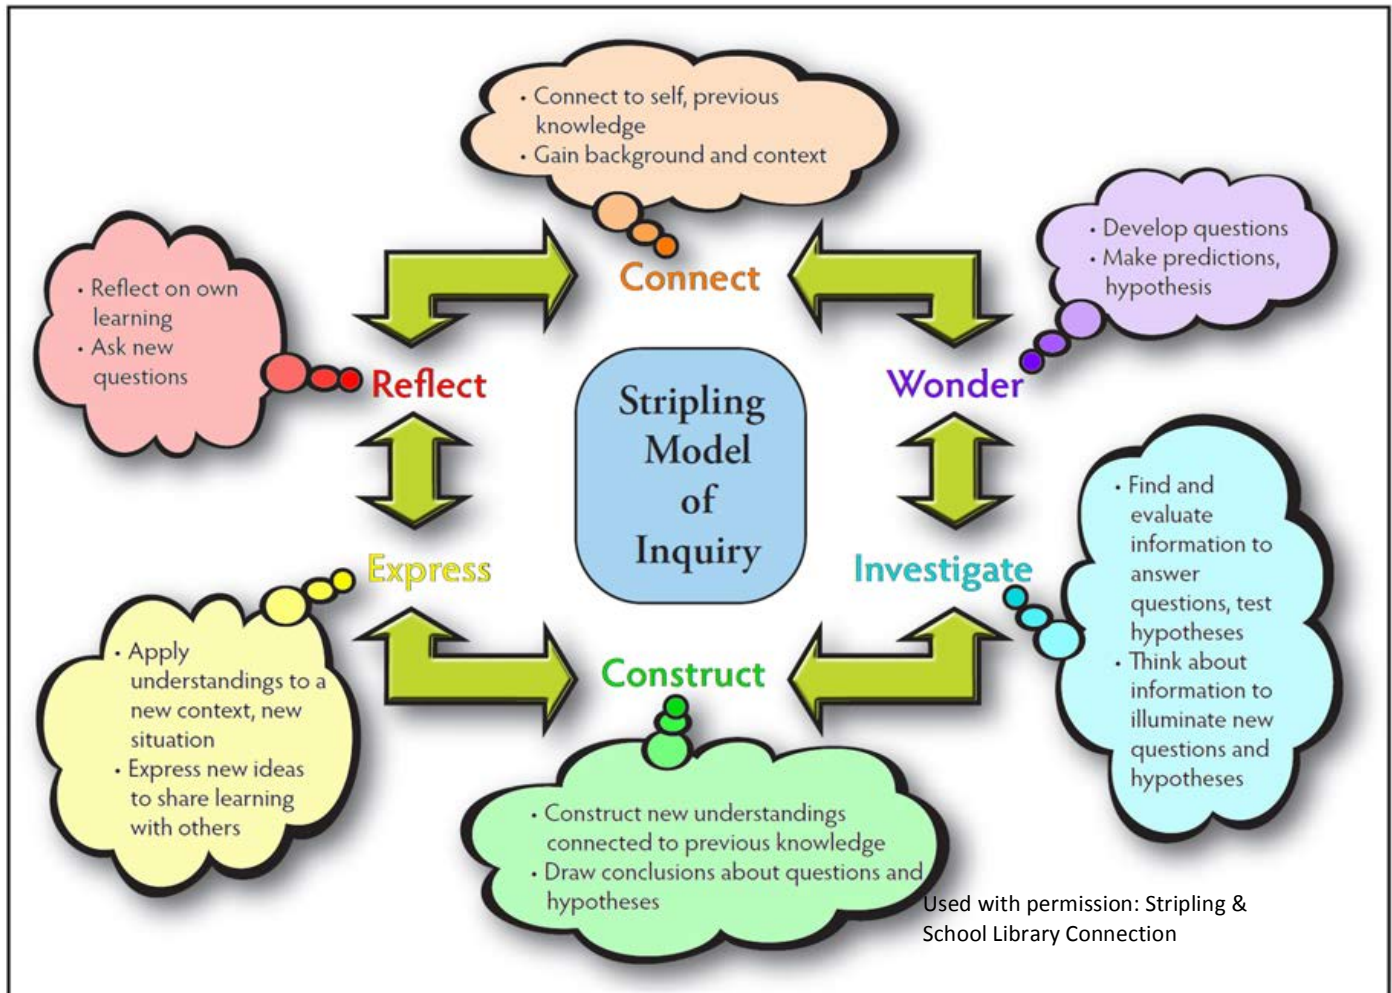 • Connect to self, previous
knowledge
• Gain background and context
Connect
• Develop questions
• Make predictions,
hypothesis
Wonder
• Find and
evaluate
information to
answer
questions, test
hypotheses
• Think about
information to
illuminate new
questions and
hypotheses
Investigate
Construct
• Construct new understandings
connected to previous knowledge
• Draw conclusions about questions and
hypotheses
Express
• Apply
understandings to a
new context, new
situation
• Express new ideas
to share learning
with others
Reflect
• Reflect on own
learning
• Ask new
questions
Stripling
Model
of
Inquiry
Used with permission: Stripling &
School Library Connection